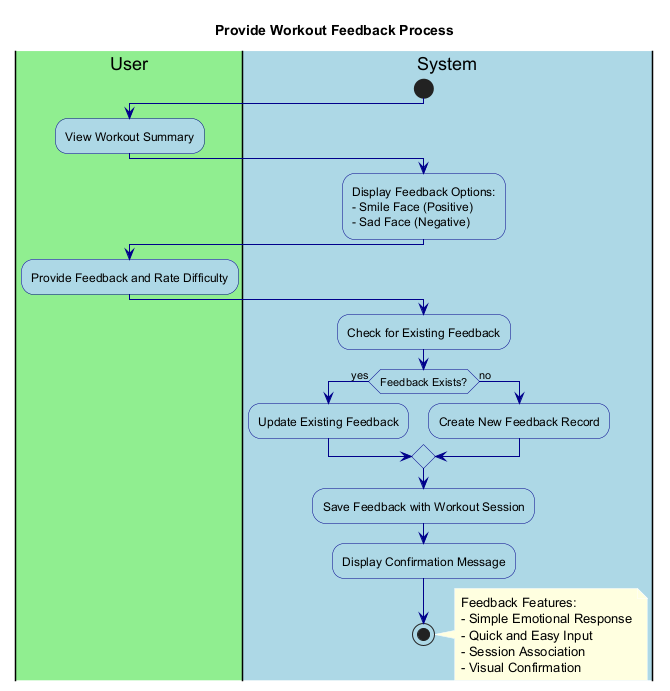 Provide Workout Feedback Process
User
System
View Workout Summary
Display Feedback Options:
- Smile Face (Positive)
- Sad Face (Negative)
Provide Feedback and Rate Difficulty
Check for Existing Feedback
Feedback Exists?
yes
no
Update Existing Feedback
Create New Feedback Record
Save Feedback with Workout Session
Display Confirmation Message
Feedback Features:
- Simple Emotional Response
- Quick and Easy Input
- Session Association
- Visual Confirmation